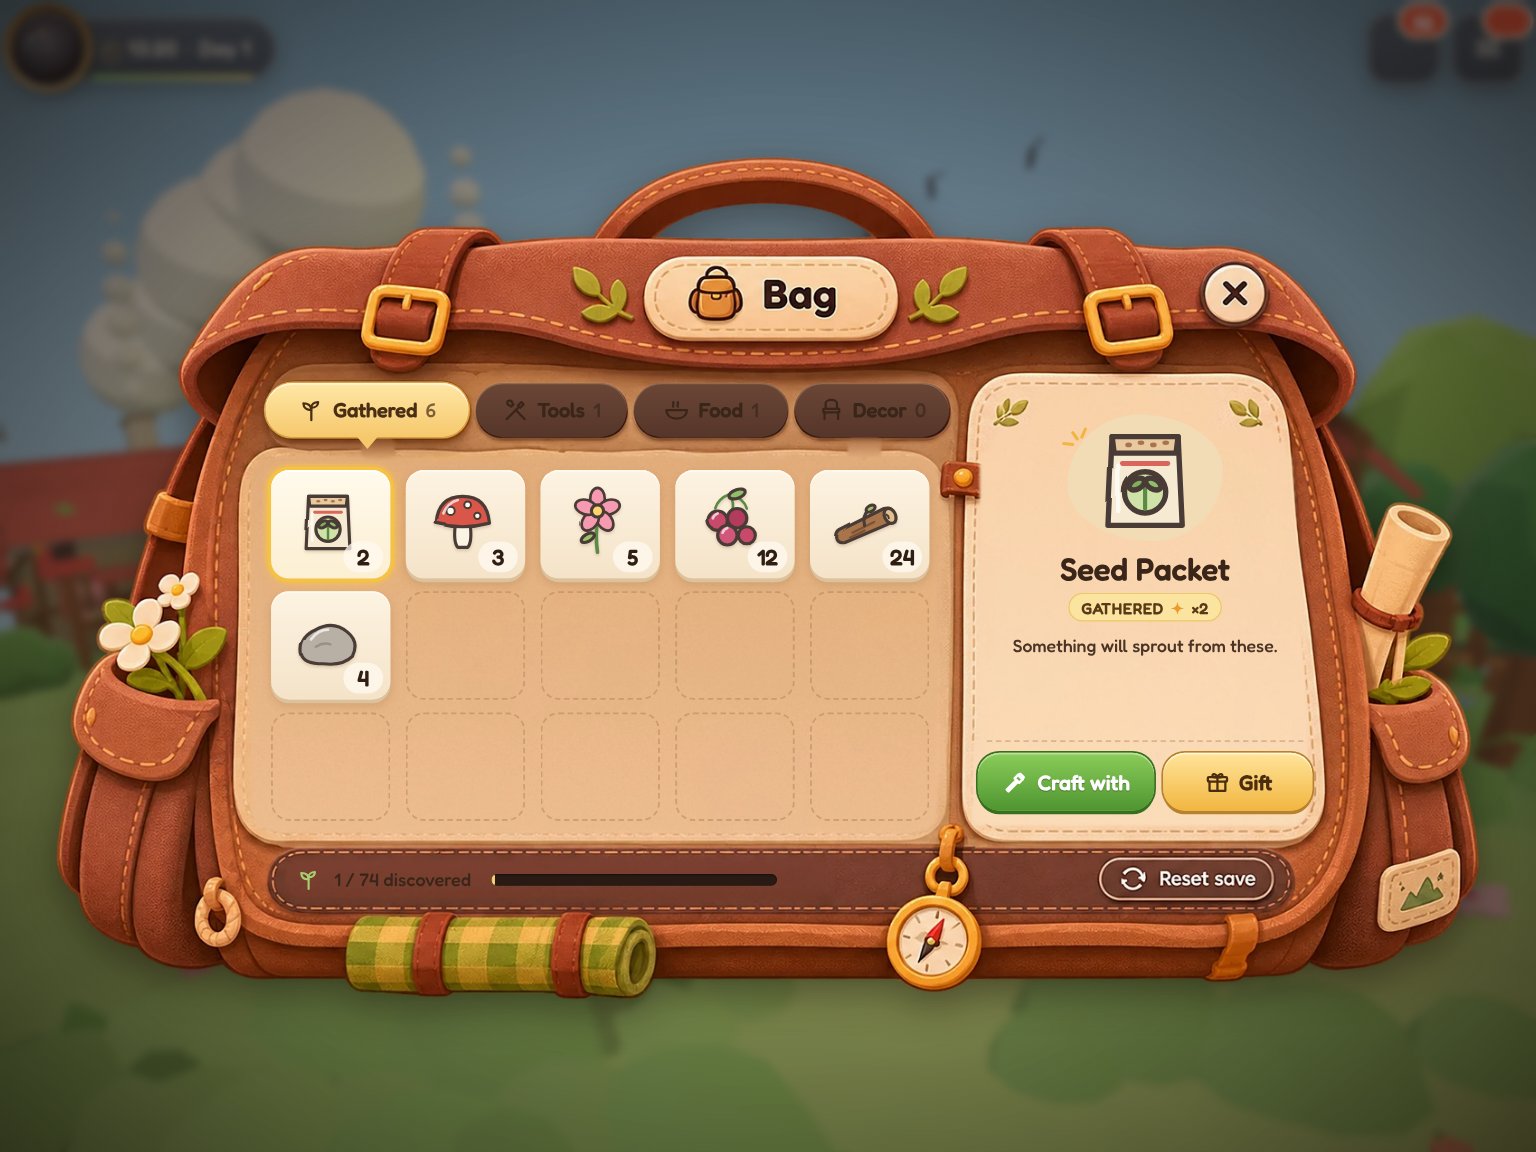 Bag
Gathered 6
Tools 1
Food 1
Decor 0
2
3
5
12
24
4
Seed Packet
GATHERED ×2
Something will sprout from these.
Craft with
Gift
1 / 74 discovered
Reset save